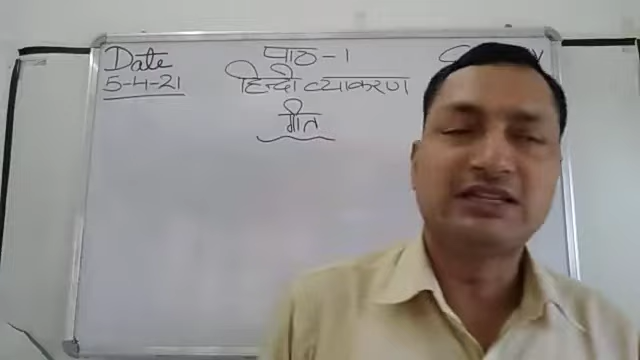 Date
5-4-21
पाठ - 1
हिन्दी व्याकरण
गीत